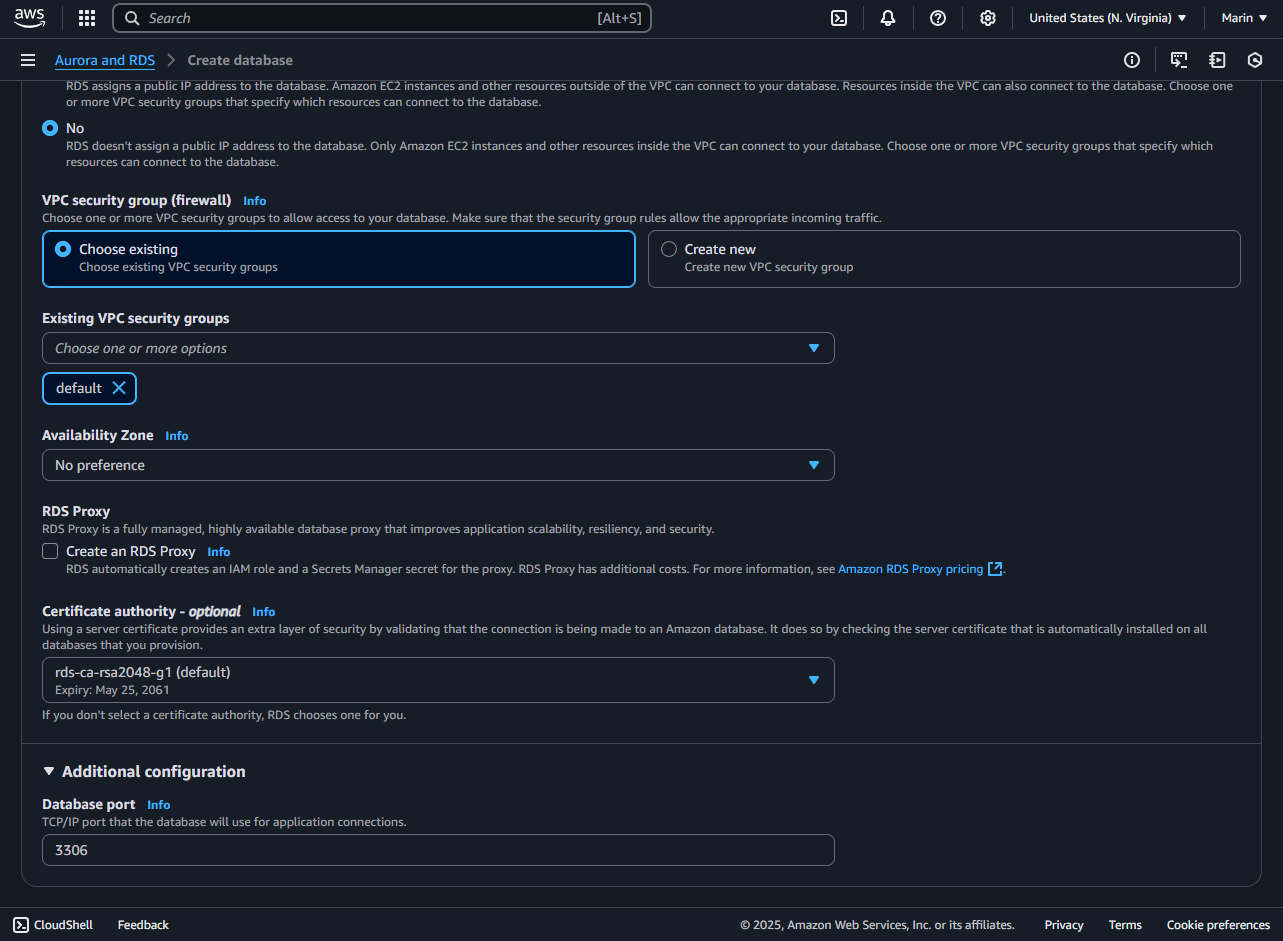 aws
Search [Alt+S]
United States (N. Virginia)
Marin
Aurora and RDS
Create database
RDS assigns a public IP address to the database. Amazon EC2 instances and other resources outside of the VPC can connect to your database. Resources inside the VPC can also connect to the database. Choose one
or more VPC security groups that specify which resources can connect to the database.
No
RDS doesn't assign a public IP address to the database. Only Amazon EC2 instances and other resources inside the VPC can connect to your database. Choose one or more VPC security groups that specify which
resources can connect to the database.
VPC security group (firewall) Info
Choose one or more VPC security groups to allow access to your database. Make sure that the security group rules allow the appropriate incoming traffic.
Choose existing
Choose existing VPC security groups
Create new
Create new VPC security group
Existing VPC security groups
Choose one or more options
default
Availability Zone Info
No preference
RDS Proxy
RDS Proxy is a fully managed, highly available database proxy that improves application scalability, resiliency, and security.
Create an RDS Proxy Info
RDS automatically creates an IAM role and a Secrets Manager secret for the proxy. RDS Proxy has additional costs. For more information, see Amazon RDS Proxy pricing.
Certificate authority - optional Info
Using a server certificate provides an extra layer of security by validating that the connection is being made to an Amazon database. It does so by checking the server certificate that is automatically installed on all
databases that you provision.
rds-ca-rsa2048-g1 (default)
Expiry: May 25, 2061
If you don't select a certificate authority, RDS chooses one for you.
Additional configuration
Database port Info
TCP/IP port that the database will use for application connections.
3306
CloudShell
Feedback
© 2025, Amazon Web Services, Inc. or its affiliates.
Privacy
Terms
Cookie preferences